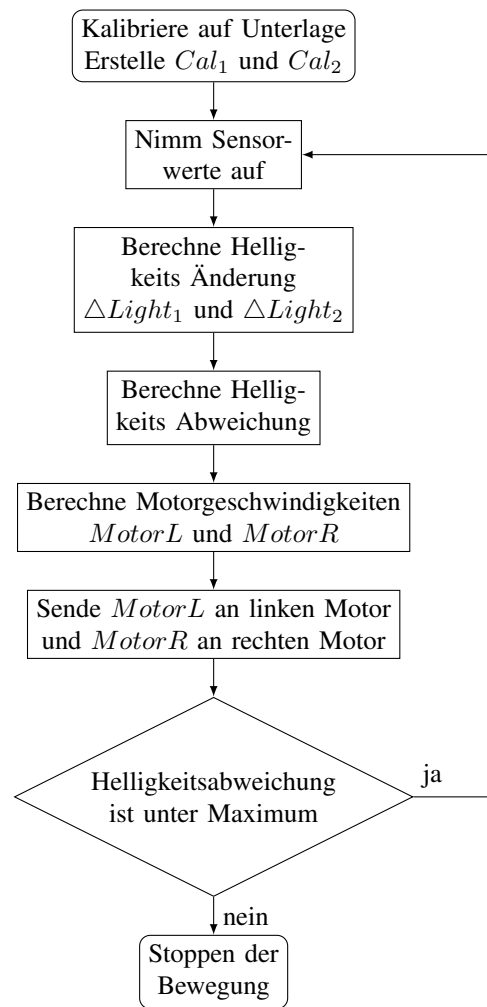 Kalibriere auf Unterlage
Erstelle Cal₁ und Cal₂
Nimm Sensor-
werte auf
Berechne Hellig-
keits Änderung
△Light₁ und △Light₂
Berechne Hellig-
keits Abweichung
Berechne Motorgeschwindigkeiten
MotorL und MotorR
Sende MotorL an linken Motor
und MotorR an rechten Motor
Helligkeitsabweichung
ist unter Maximum
ja
nein
Stoppen der
Bewegung